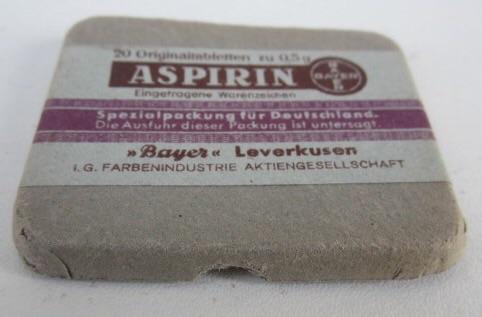 20 Originaltabletten zu 0,5 g
ASPIRIN
BAYER
Eingetragene Warenzeichen
Spezialpackung für Deutschland.
Die Ausfuhr dieser Packung ist untersagt.
»Bayer« Leverkusen
I.G. FARBENINDUSTRIE AKTIENGESELLSCHAFT